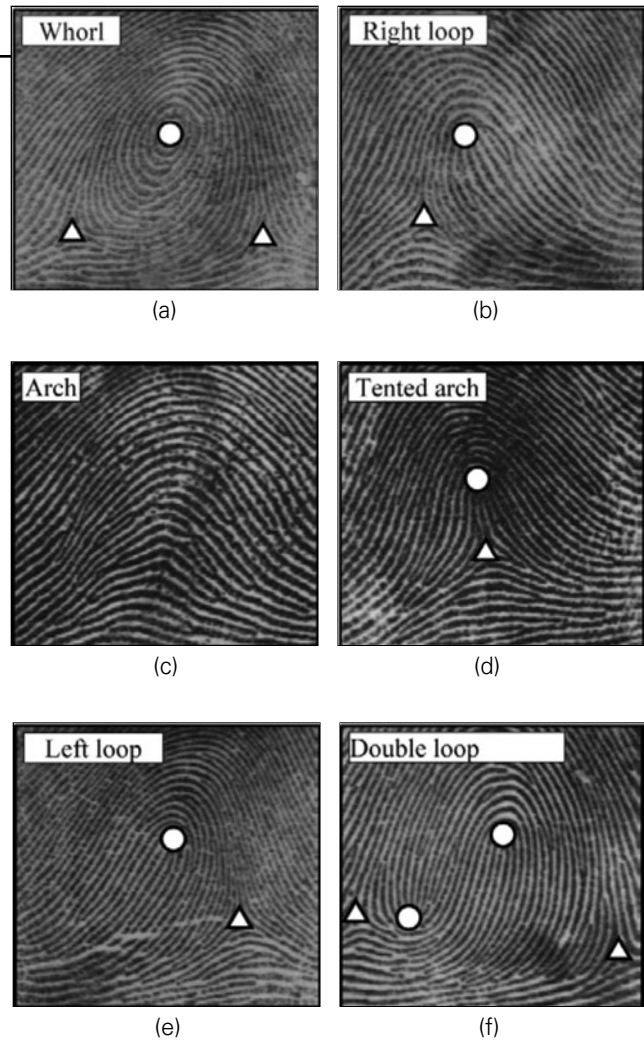 Whorl
Right loop
(a)
(b)
Arch
Tented arch
(c)
(d)
Left loop
Double loop
(e)
(f)